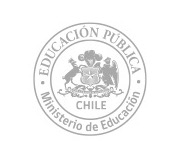 EDUCACIÓN PÚBLICA
CHILE
Ministerio de Educación